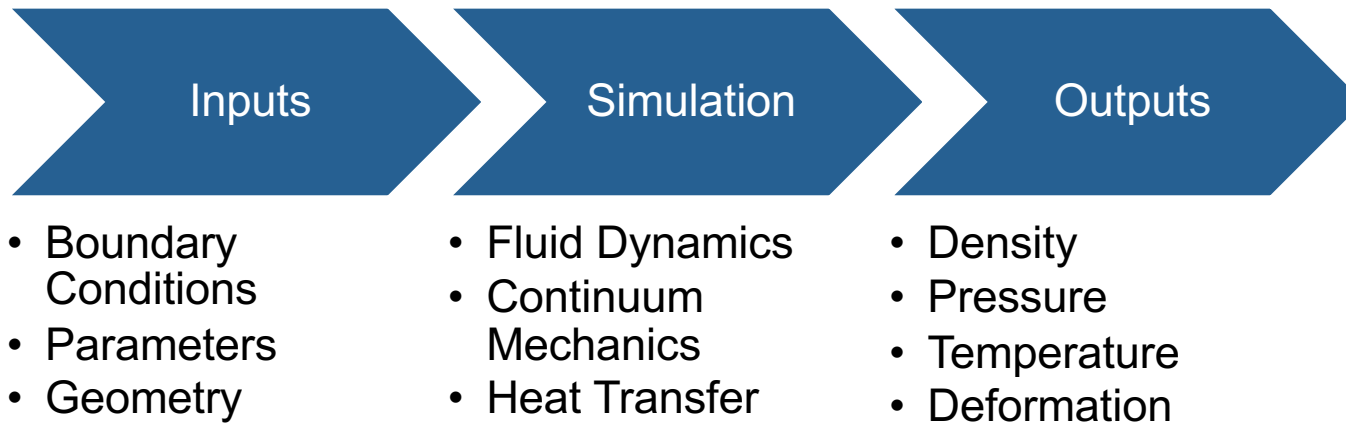 Inputs
Simulation
Outputs
• Boundary
Conditions
• Parameters
• Geometry
• Fluid Dynamics
• Continuum
Mechanics
• Heat Transfer
• Density
• Pressure
• Temperature
• Deformation